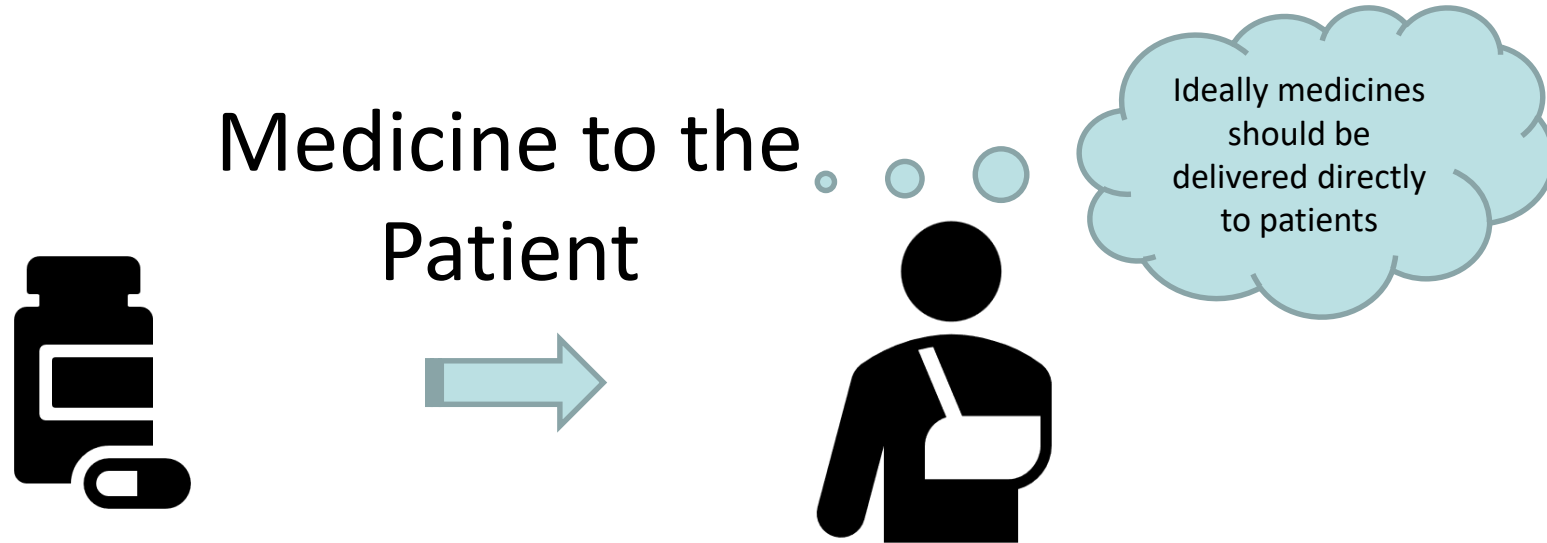 Medicine to the
Patient
Ideally medicines
should be
delivered directly
to patients